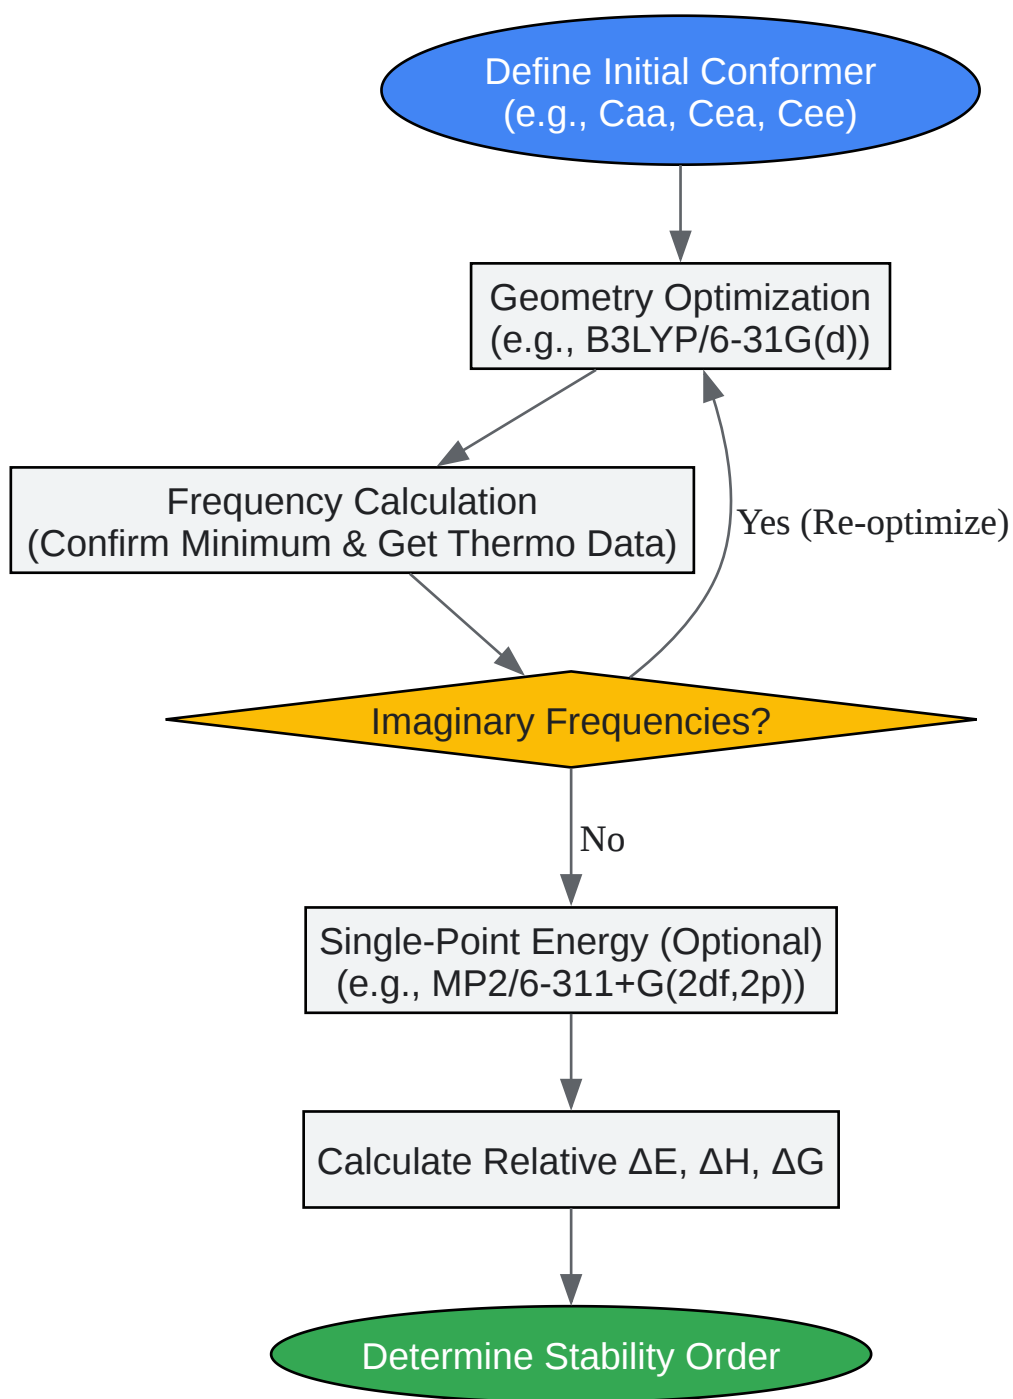 Define Initial Conformer
(e.g., Caa, Cea, Cee)
Geometry Optimization
(e.g., B3LYP/6-31G(d))
Frequency Calculation
(Confirm Minimum & Get Thermo Data)
Yes (Re-optimize)
Imaginary Frequencies?
No
Single-Point Energy (Optional)
(e.g., MP2/6-311+G(2df,2p))
Calculate Relative ΔE, ΔH, ΔG
Determine Stability Order